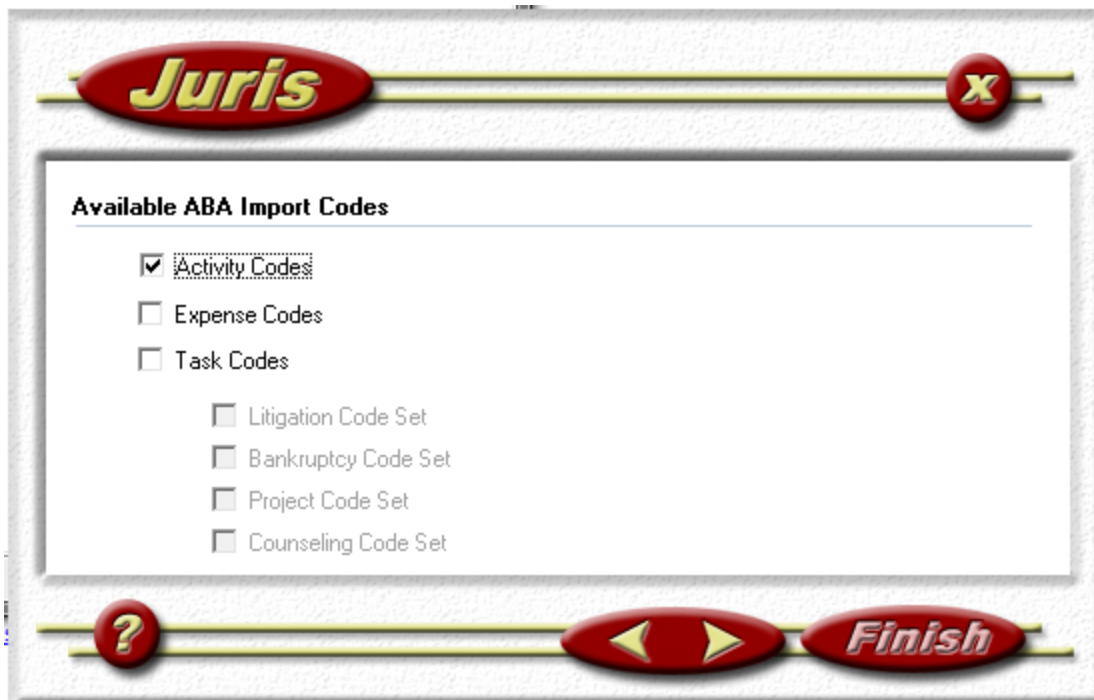 Juris
X
Available ABA Import Codes
Activity Codes
Expense Codes
Task Codes
Litigation Code Set
Bankruptcy Code Set
Project Code Set
Counseling Code Set
?
Finish